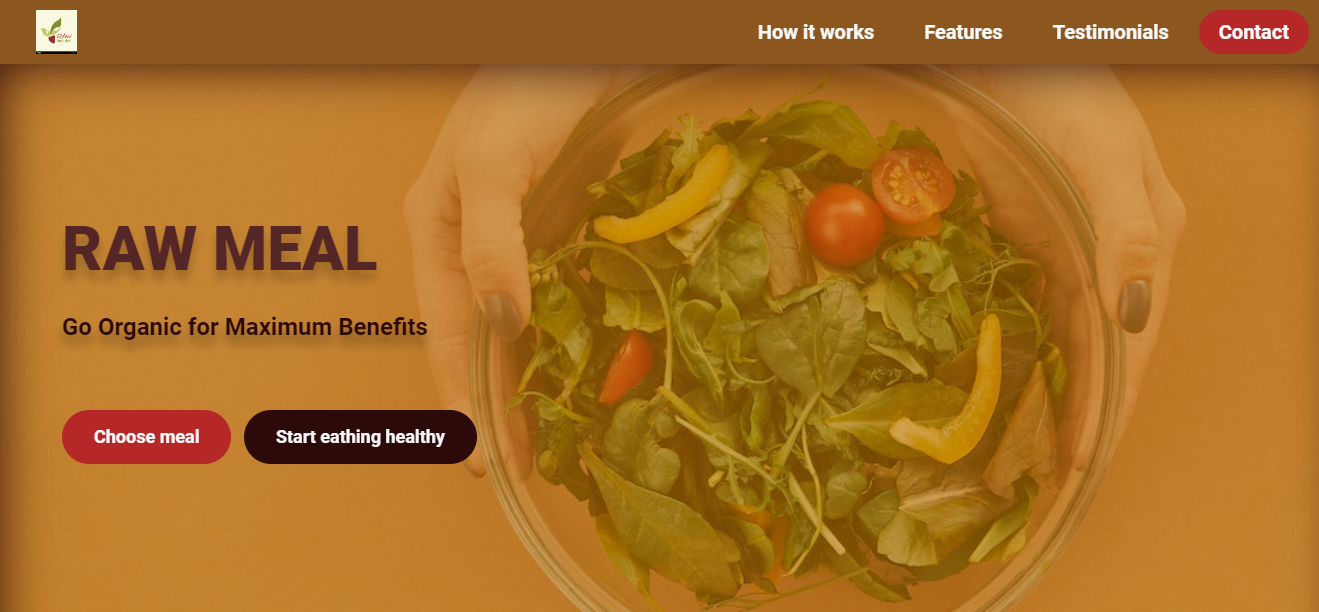 How it works
Features
Testimonials
Contact
RAW MEAL
Go Organic for Maximum Benefits
Choose meal
Start eathing healthy